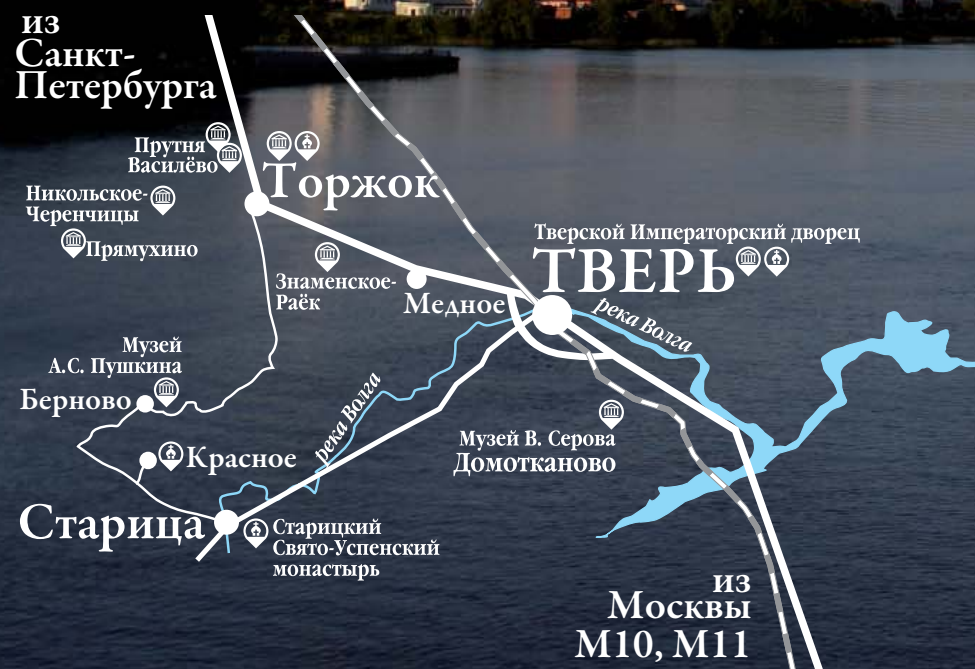 из
Санкт-
Петербурга
Прутня
Василёво
Торжок
Никольское-
Черенчицы
Прямухино
Знаменское-
Раёк
Медное
Тверской Императорский дворец
ТВЕРЬ
река Волга
Музей
А.С. Пушкина
Берново
река Волга
Красное
Музей В. Серова
Домотканово
Старица
Старицкий
Свято-Успенский
монастырь
из
Москвы
М10, М11